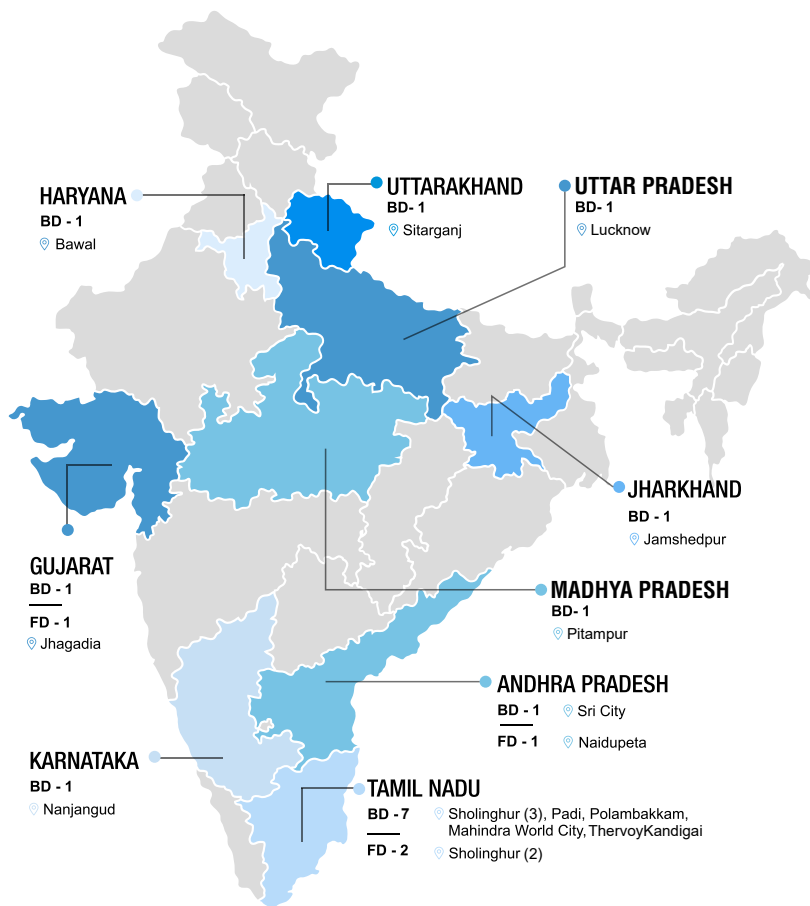 HARYANA
BD - 1
Bawal
UTTARAKHAND
BD- 1
Sitarganj
UTTAR PRADESH
BD- 1
Lucknow
JHARKHAND
BD - 1
Jamshedpur
GUJARAT
BD - 1
FD - 1
Jhagadia
MADHYA PRADESH
BD- 1
Pitampur
ANDHRA PRADESH
BD - 1 Sri City
FD - 1 Naidupeta
KARNATAKA
BD - 1
Nanjangud
TAMIL NADU
BD - 7 Sholinghur (3), Padi, Polambakkam,
Mahindra World City, ThervoyKandigai
FD - 2 Sholinghur (2)